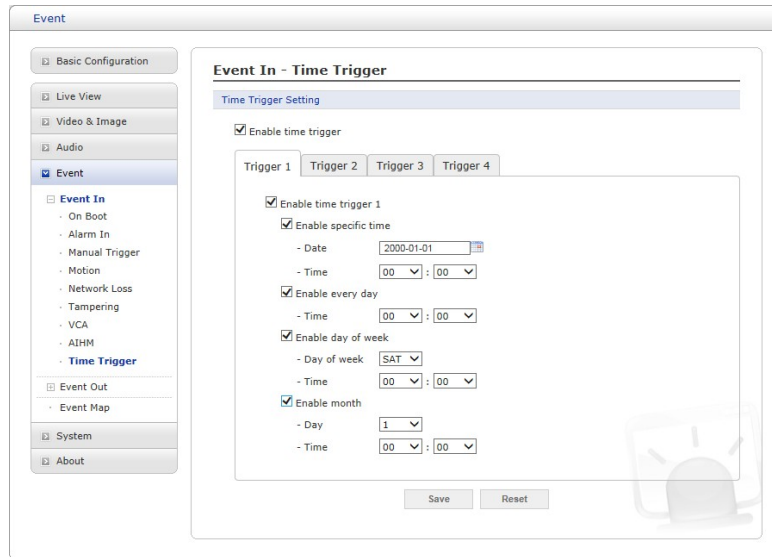 Event
Basic Configuration
Live View
Video & Image
Audio
Event
Event In
On Boot
Alarm In
Manual Trigger
Motion
Network Loss
Tampering
VCA
AIHM
Time Trigger
Event Out
Event Map
System
About
Event In - Time Trigger
Time Trigger Setting
Enable time trigger
Trigger 1 Trigger 2 Trigger 3 Trigger 4
Enable time trigger 1
Enable specific time
- Date 2000-01-01
- Time 00 : 00
Enable every day
- Time 00 : 00
Enable day of week
- Day of week SAT
- Time 00 : 00
Enable month
- Day 1
- Time 00 : 00
Save Reset